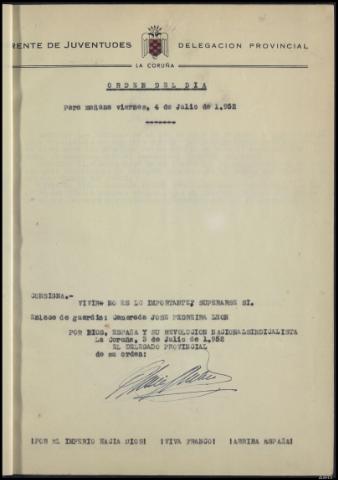 RENTE DE JUVENTUDES DELEGACION PROVINCIAL
LA CORUÑA
ORDEN DEL DIA
Para mañana viernes, 4 de Julio de 1.952
CONSIGNA.-
VIVIR NO ES LO IMPORTANTE, SUPERARSE SI.
Enlace de guardia: Camarada JOSE PEDREIRA LEON
POR DIOS, ESPAÑA Y SU REVOLUCION NACIONALSINDICALISTA
La Coruña, 3 de Julio de 1.952
EL DELEGADO PROVINCIAL
de su orden:
¡POR EL IMPERIO HACIA DIOS! ¡VIVA FRANCO! ¡ARRIBA ESPAÑA!